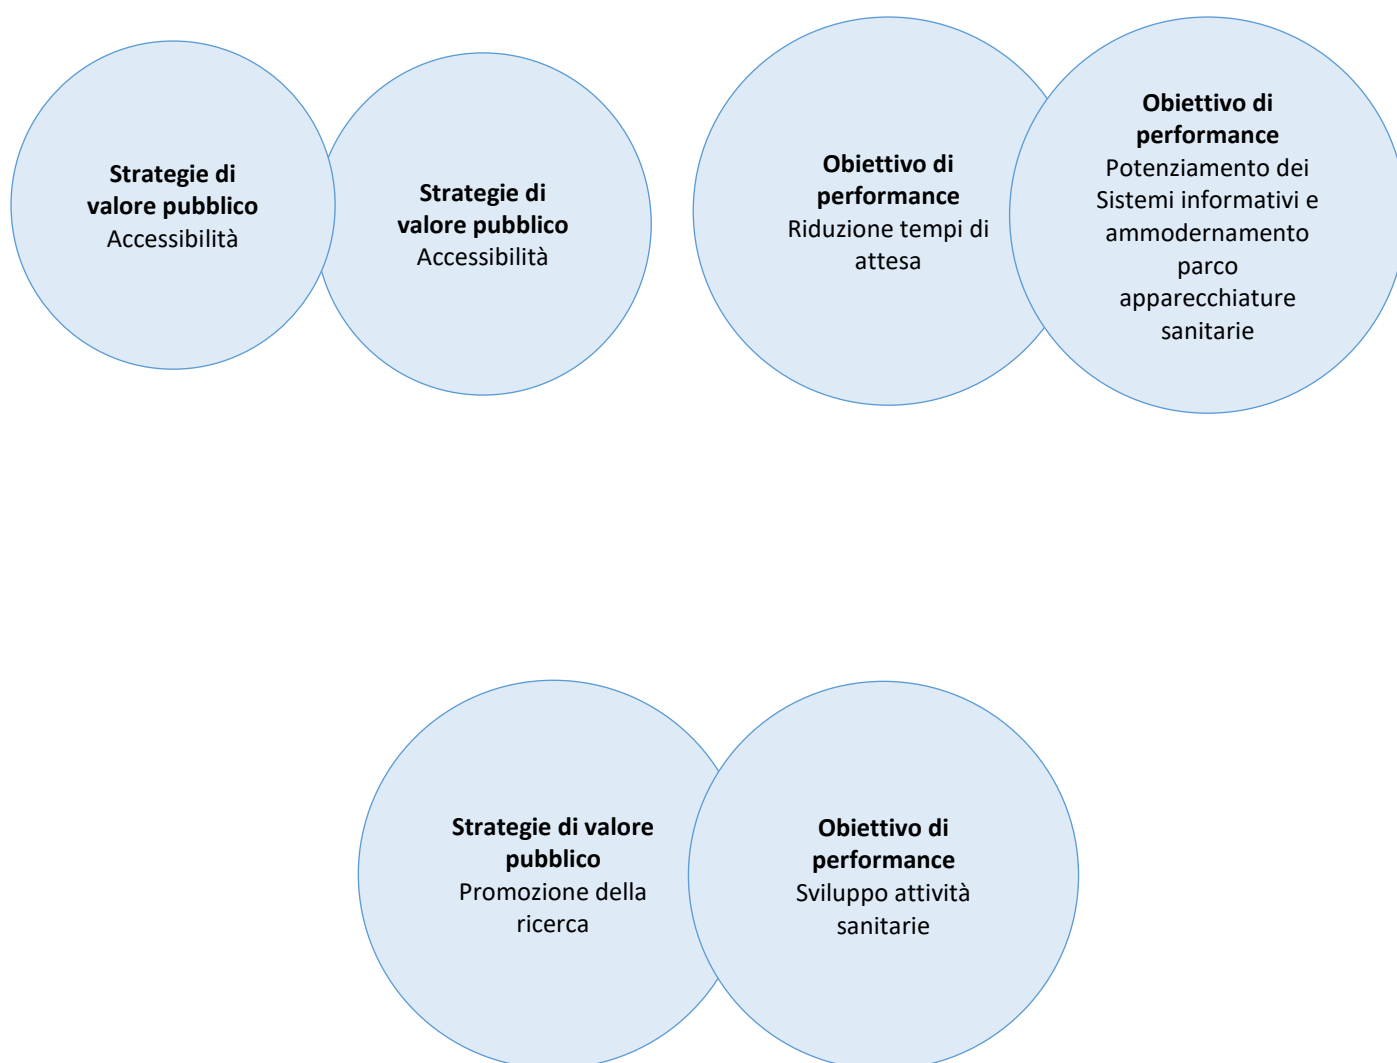 Strategie di
valore pubblico
Accessibilità
Strategie di
valore pubblico
Accessibilità
Obiettivo di
performance
Riduzione tempi di
attesa
Obiettivo di
performance
Potenziamento dei
Sistemi informativi e
ammodernamento
parco
apparecchiature
sanitarie
Strategie di valore
pubblico
Promozione della
ricerca
Obiettivo di
performance
Sviluppo attività
sanitarie